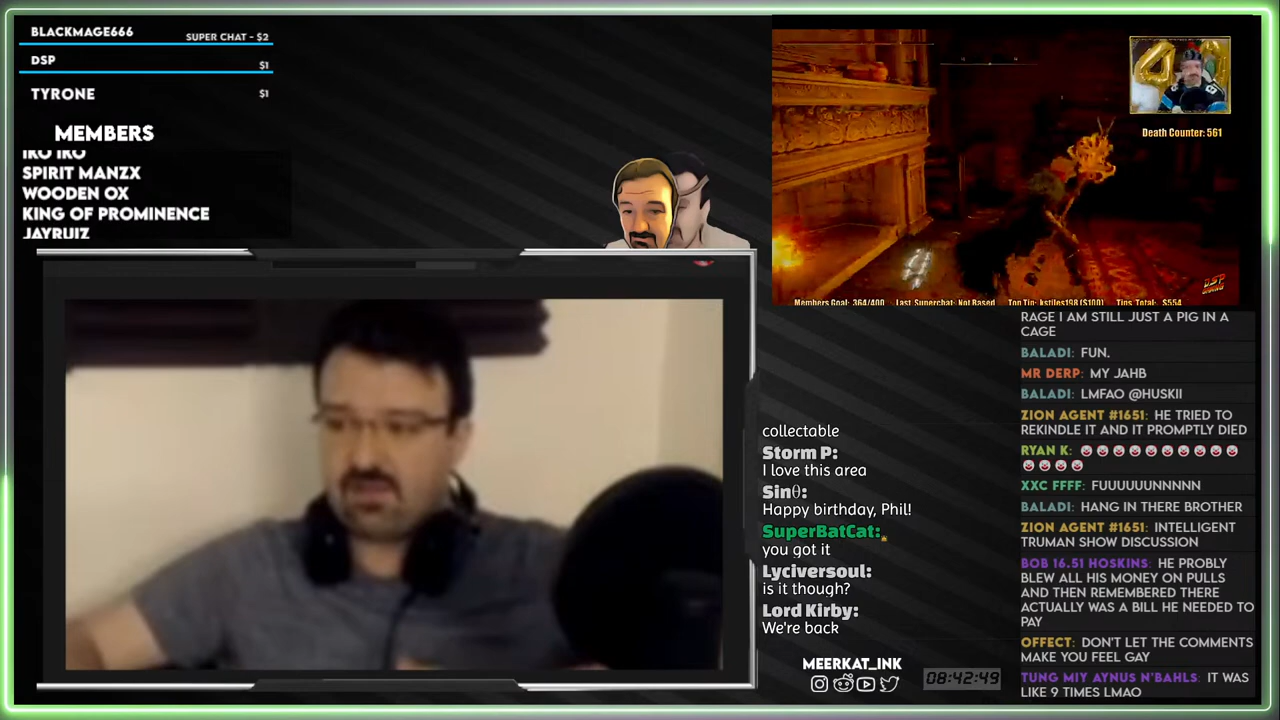 BLACKMAGE666
SUPER CHAT - $2
DSP
$1
TYRONE
$1
MEMBERS
IKO IKO
SPIRIT MANZX
WOODEN OX
KING OF PROMINENCE
JAYRUIZ
Death Counter: 561
DSP
Members Goal: 364/400 Last Superchat: Not Based Top Tip: kstiles198 ($100) Tips Total: $554
collectable
Storm P:
I love this area
Sinθ:
Happy birthday, Phil!
SuperBatCat:
you got it
Lyciversoul:
is it though?
Lord Kirby:
We're back
MEERKAT_INK
08:42:49
RAGE I AM STILL JUST A PIG IN A
CAGE
BALADI: FUN.
MR DERP: MY JAHB
BALADI: LMFAO @HUSKII
ZION AGENT #1651: HE TRIED TO
REKINDLE IT AND IT PROMPTLY DIED
RYAN K:
XXC FFFF: FUUUUUUNNNNN
BALADI: HANG IN THERE BROTHER
ZION AGENT #1651: INTELLIGENT
TRUMAN SHOW DISCUSSION
BOB 16.51 HOSKINS: HE PROBLY
BLEW ALL HIS MONEY ON PULLS
AND THEN REMEMBERED THERE
ACTUALLY WAS A BILL HE NEEDED TO
PAY
OFFECT: DON'T LET THE COMMENTS
MAKE YOU FEEL GAY
TUNG MIY AYNUS N'BAHLS: IT WAS
LIKE 9 TIMES LMAO